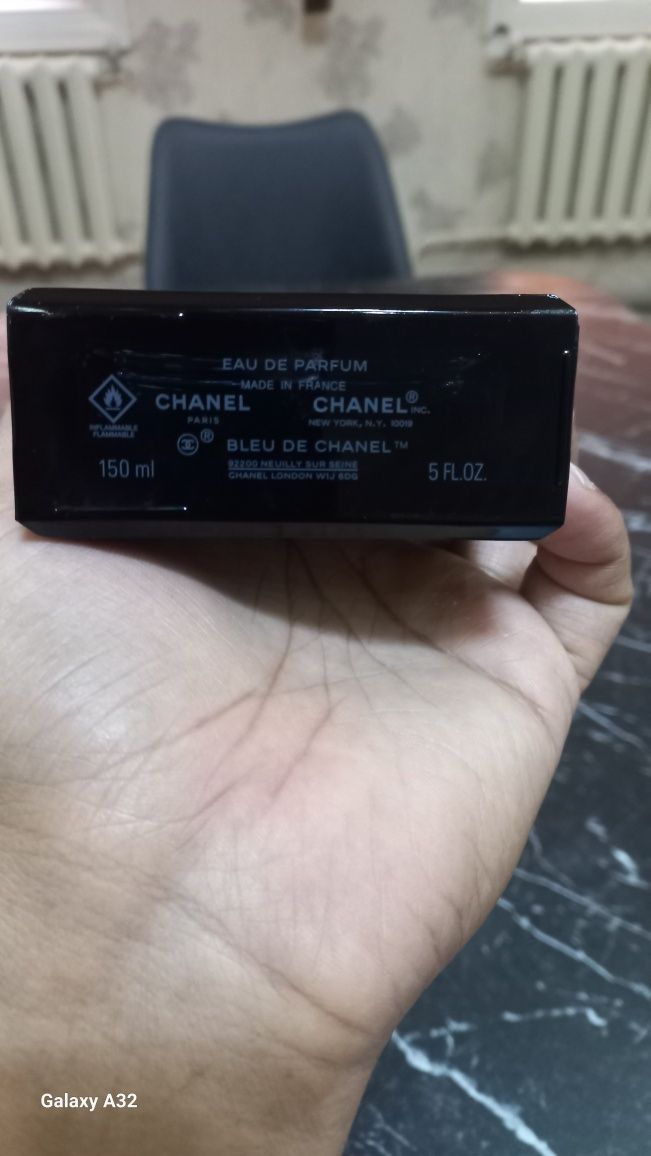 EAU DE PARFUM
MADE IN FRANCE
CHANEL CHANEL® INC.
PARIS NEW YORK, N.Y. 10019
INFLAMMABLE
FLAMMABLE
® BLEU DE CHANEL™
150 ml 5 FL.OZ.
92200 NEUILLY SUR SEINE
CHANEL LONDON W1J 6DG
Galaxy A32